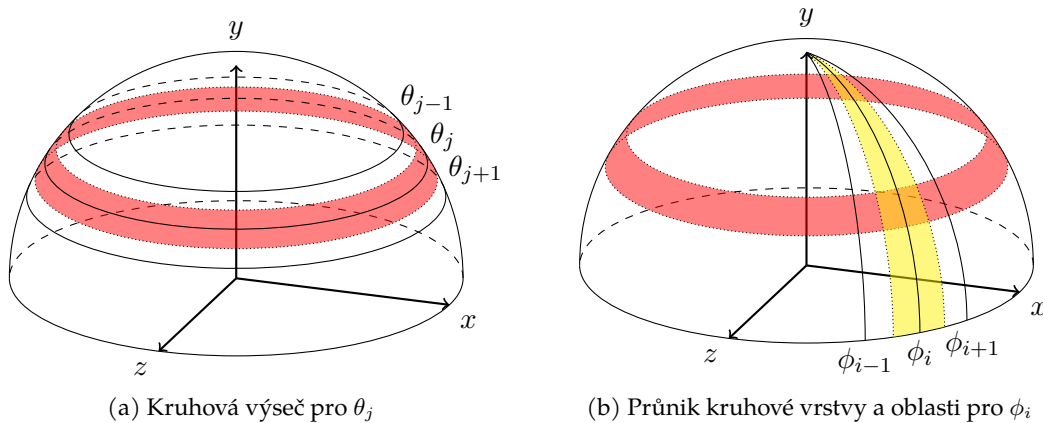 y
θ_{j−1}
θ_j
θ_{j+1}
x
z
(a) Kruhová výseč pro θ_j
y
x
z
ϕ_{i−1}
ϕ_i
ϕ_{i+1}
(b) Průnik kruhové vrstvy a oblasti pro ϕ_i